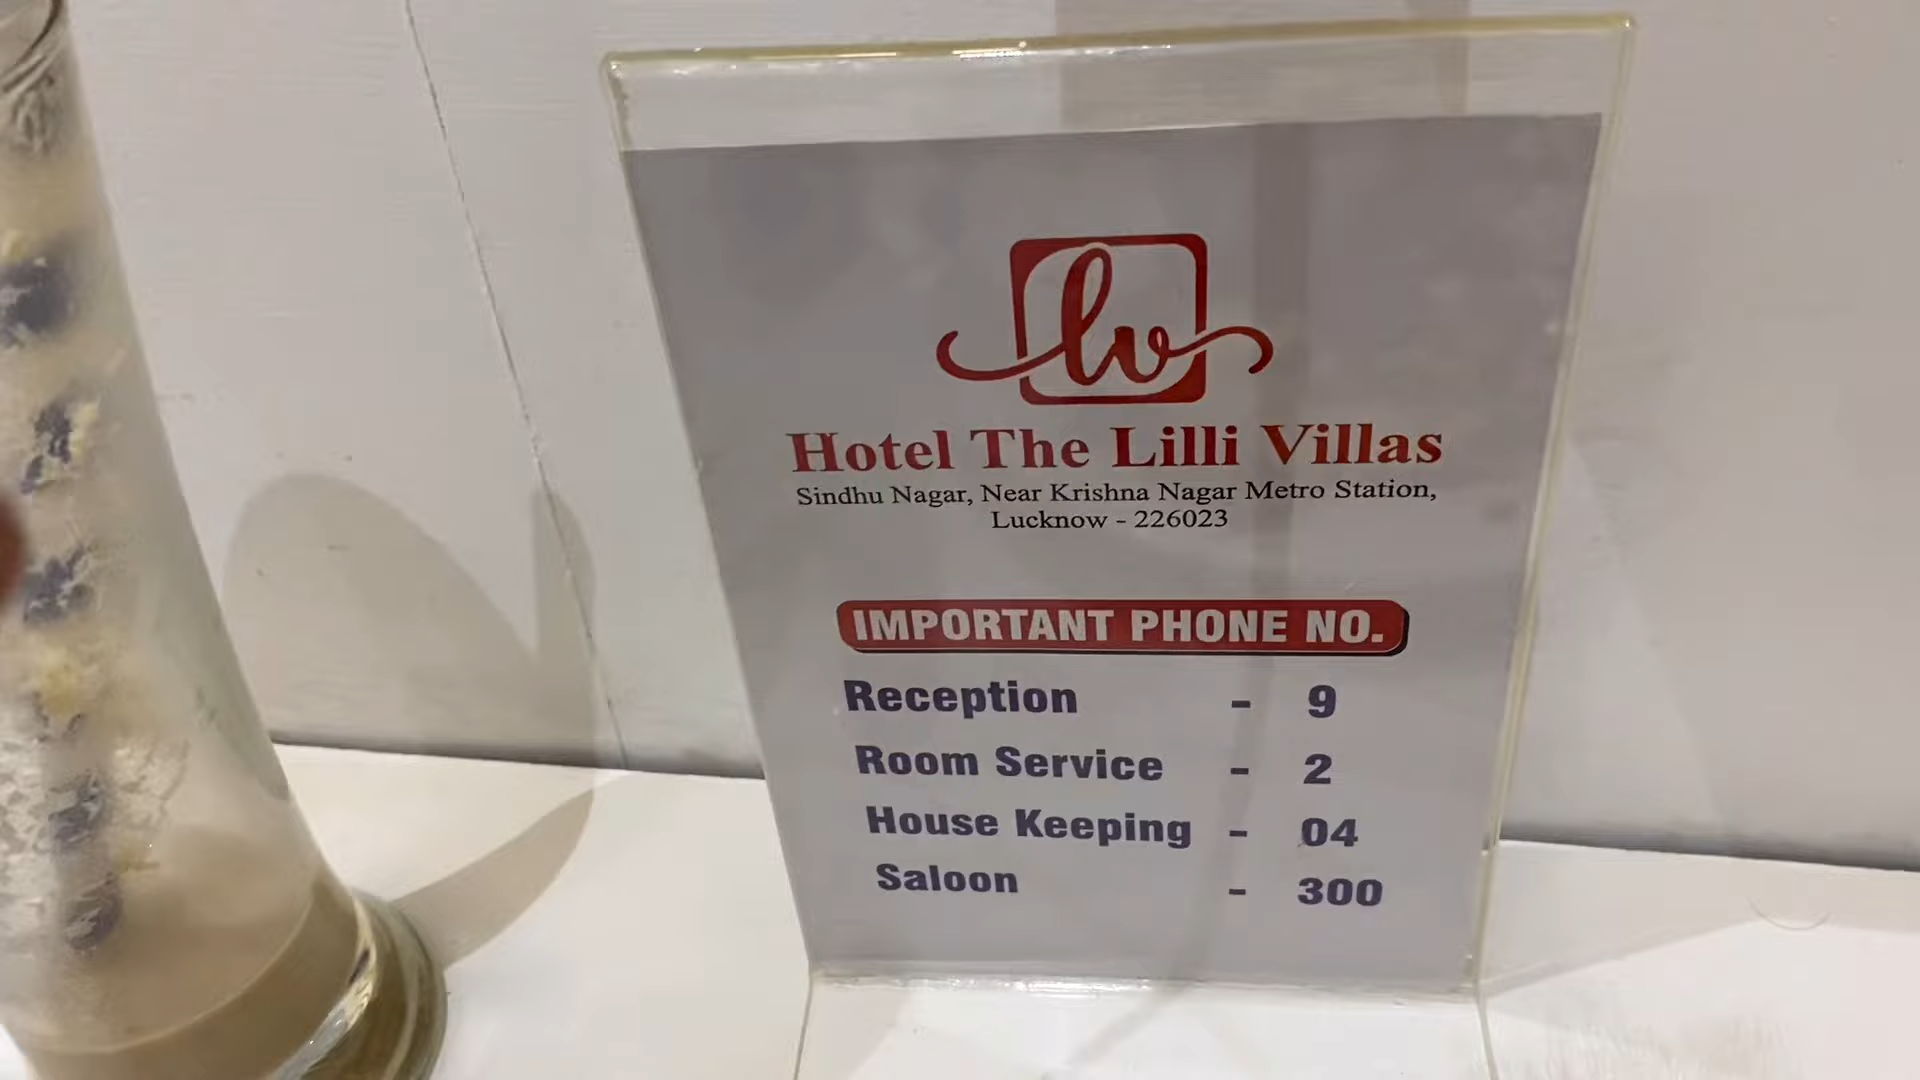 lv
Hotel The Lilli Villas
Sindhu Nagar, Near Krishna Nagar Metro Station,
Lucknow - 226023
IMPORTANT PHONE NO.
Reception - 9
Room Service - 2
House Keeping - 04
Saloon - 300